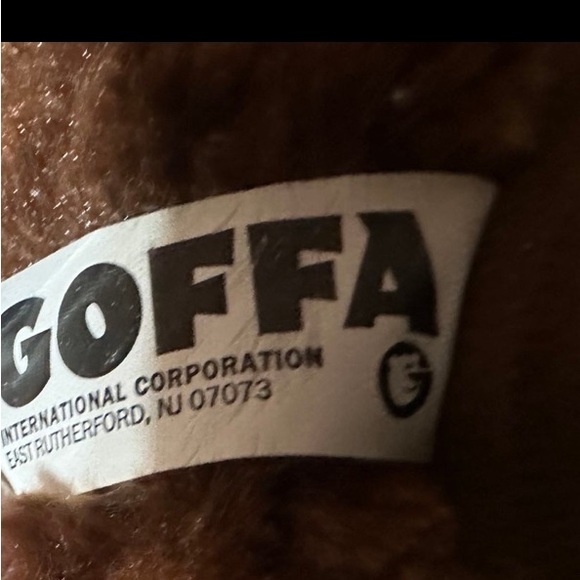 GOFFA
INTERNATIONAL CORPORATION
EAST RUTHERFORD, NJ 07073
G